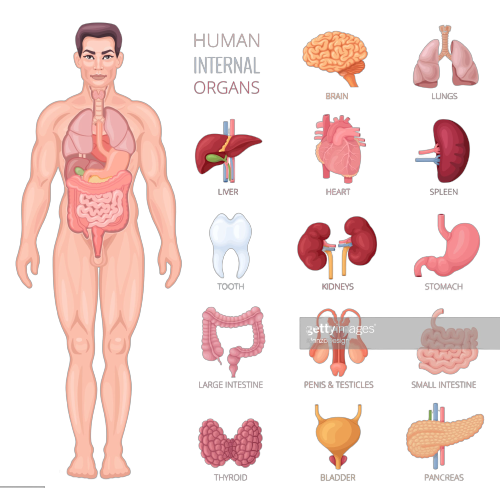 HUMAN
INTERNAL
ORGANS
BRAIN
LUNGS
LIVER
HEART
SPLEEN
TOOTH
KIDNEYS
STOMACH
gettyimages
LARGE INTESTINE
PENIS & TESTICLES
SMALL INTESTINE
THYROID
BLADDER
PANCREAS